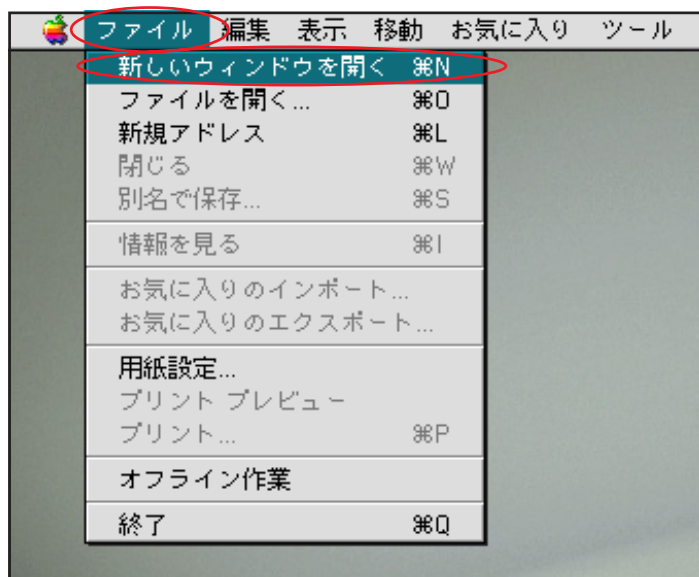 ファイル 編集 表示 移動 お気に入り ツール
新しいウィンドウを開く ⌘N
ファイルを開く... ⌘O
新規アドレス ⌘L
閉じる ⌘W
別名で保存... ⌘S
情報を見る ⌘I
お気に入りのインポート...
お気に入りのエクスポート...
用紙設定...
プリント プレビュー
プリント... ⌘P
オフライン作業
終了 ⌘Q